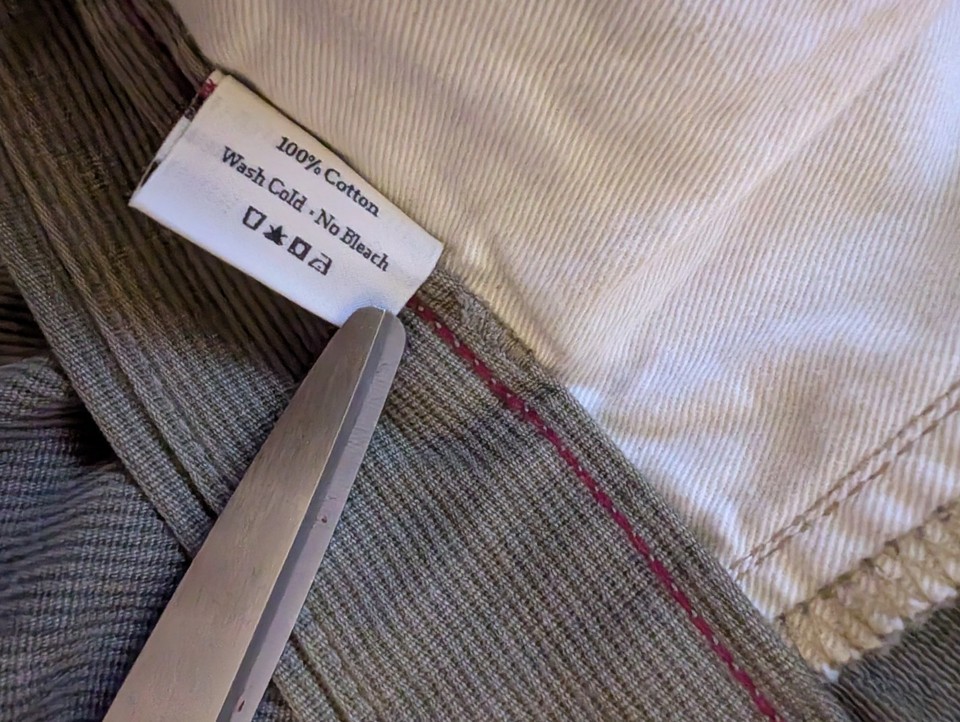 100% Cotton
Wash Cold · No Bleach